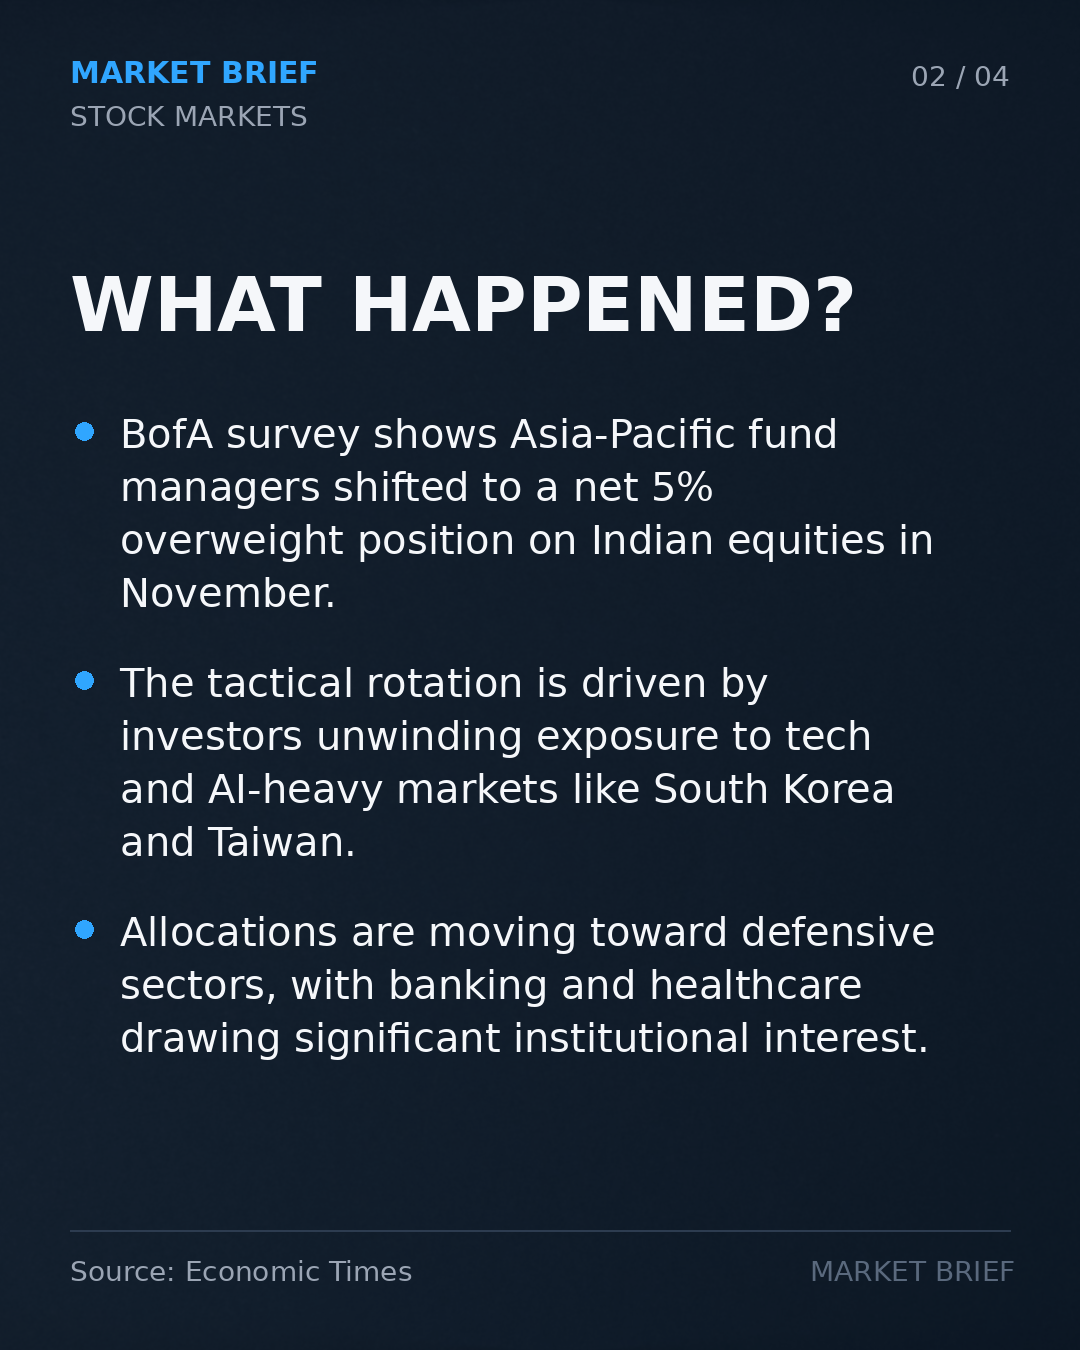 MARKET BRIEF
STOCK MARKETS
02 / 04
WHAT HAPPENED?
BofA survey shows Asia-Pacific fund
managers shifted to a net 5%
overweight position on Indian equities in
November.
The tactical rotation is driven by
investors unwinding exposure to tech
and AI-heavy markets like South Korea
and Taiwan.
Allocations are moving toward defensive
sectors, with banking and healthcare
drawing significant institutional interest.
Source: Economic Times
MARKET BRIEF